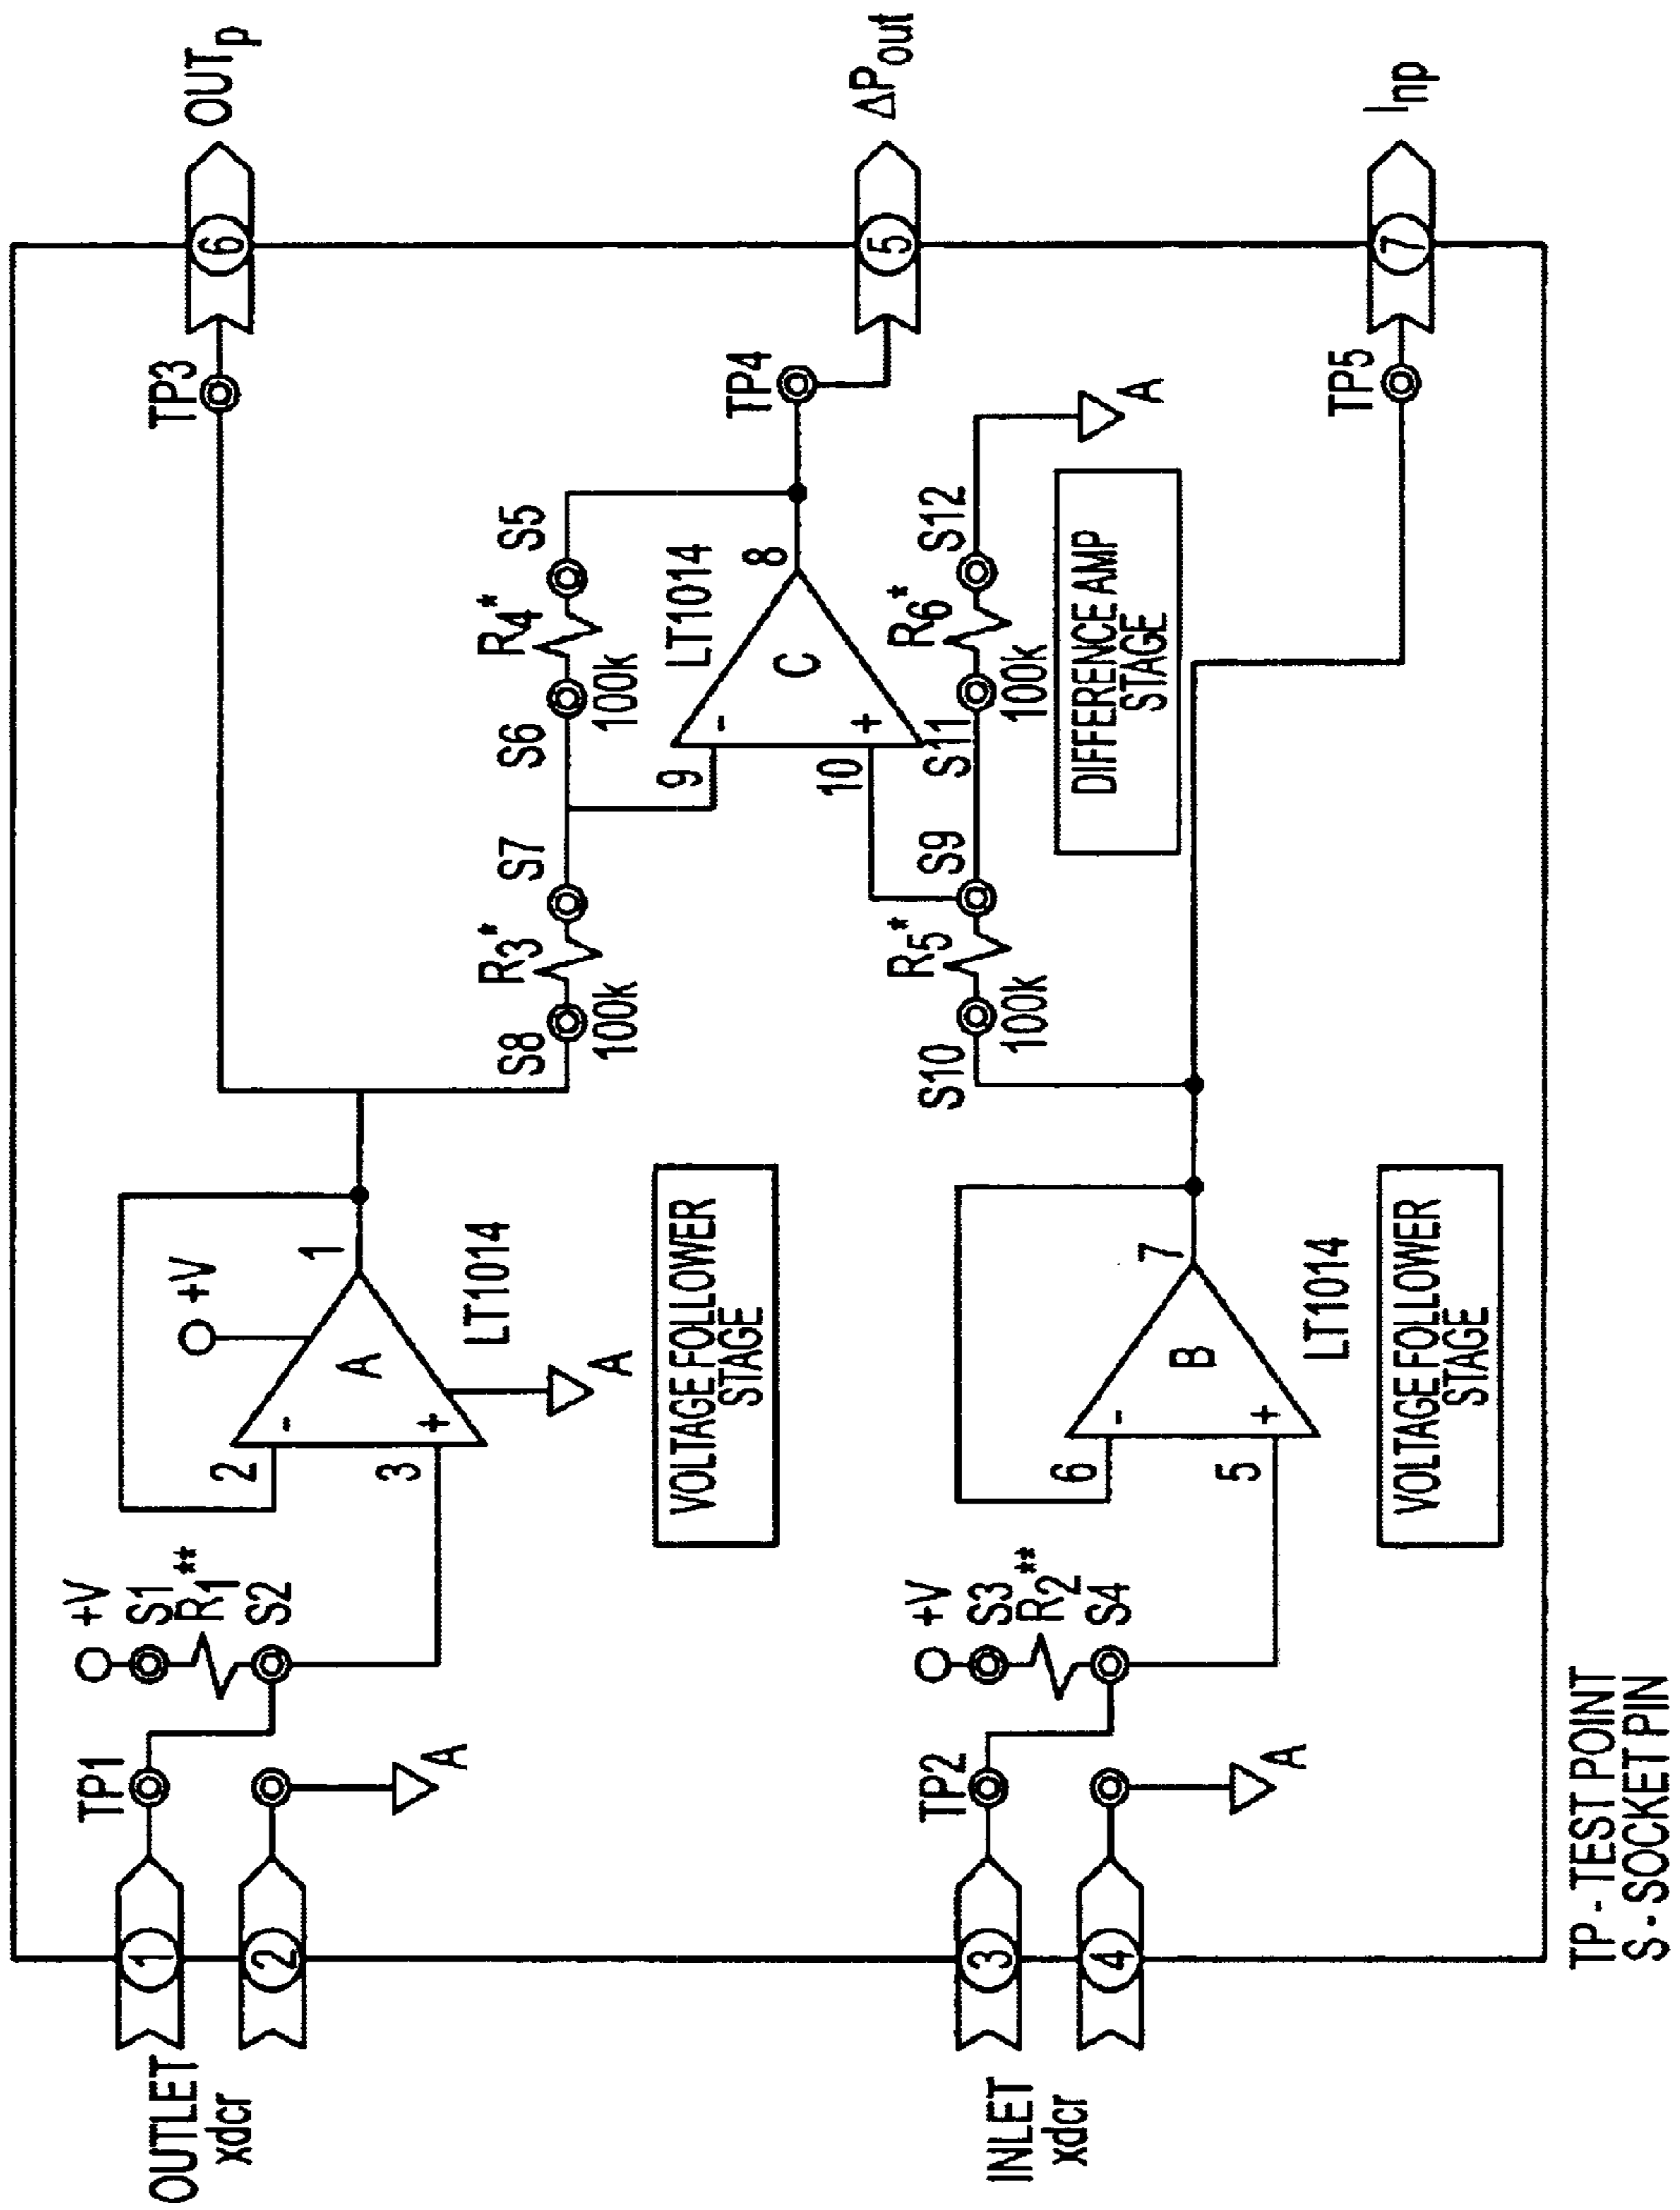 OUTLET
xdcr
1
2
TP1
A
+V
S1
R1**
S2
2
3
-
+
A
+V
1
LT1014
A
VOLTAGE FOLLOWER
STAGE
TP3
6
OUTp
S8
R3*
100k
S7
S6
R4*
100k
S5
9
10
-
+
C
LT1014
8
TP4
5
ΔPout
S10
R5*
100k
S9
S11
R6*
100k
S12
A
DIFFERENCE AMP
STAGE
INLET
xdcr
3
4
TP2
A
+V
S3
R2**
S4
6
5
-
+
B
7
LT1014
VOLTAGE FOLLOWER
STAGE
TP5
7
Inp
TP - TEST POINT
S - SOCKET PIN